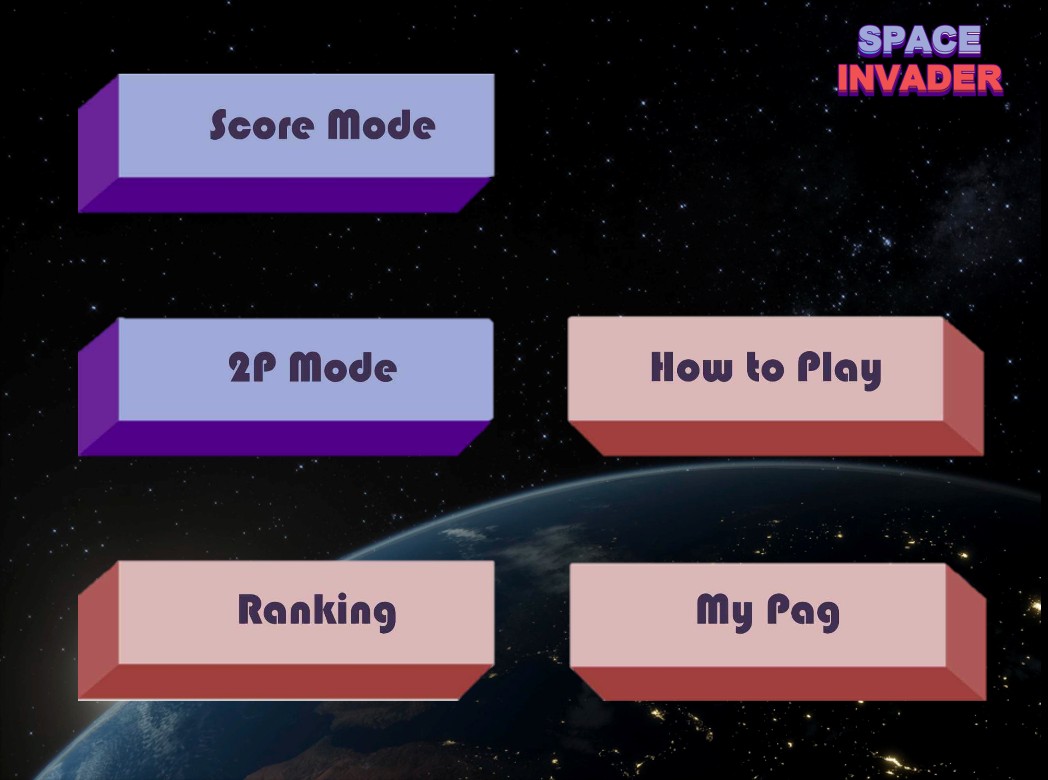 SPACE
INVADER
Score Mode
2P Mode
How to Play
Ranking
My Pag